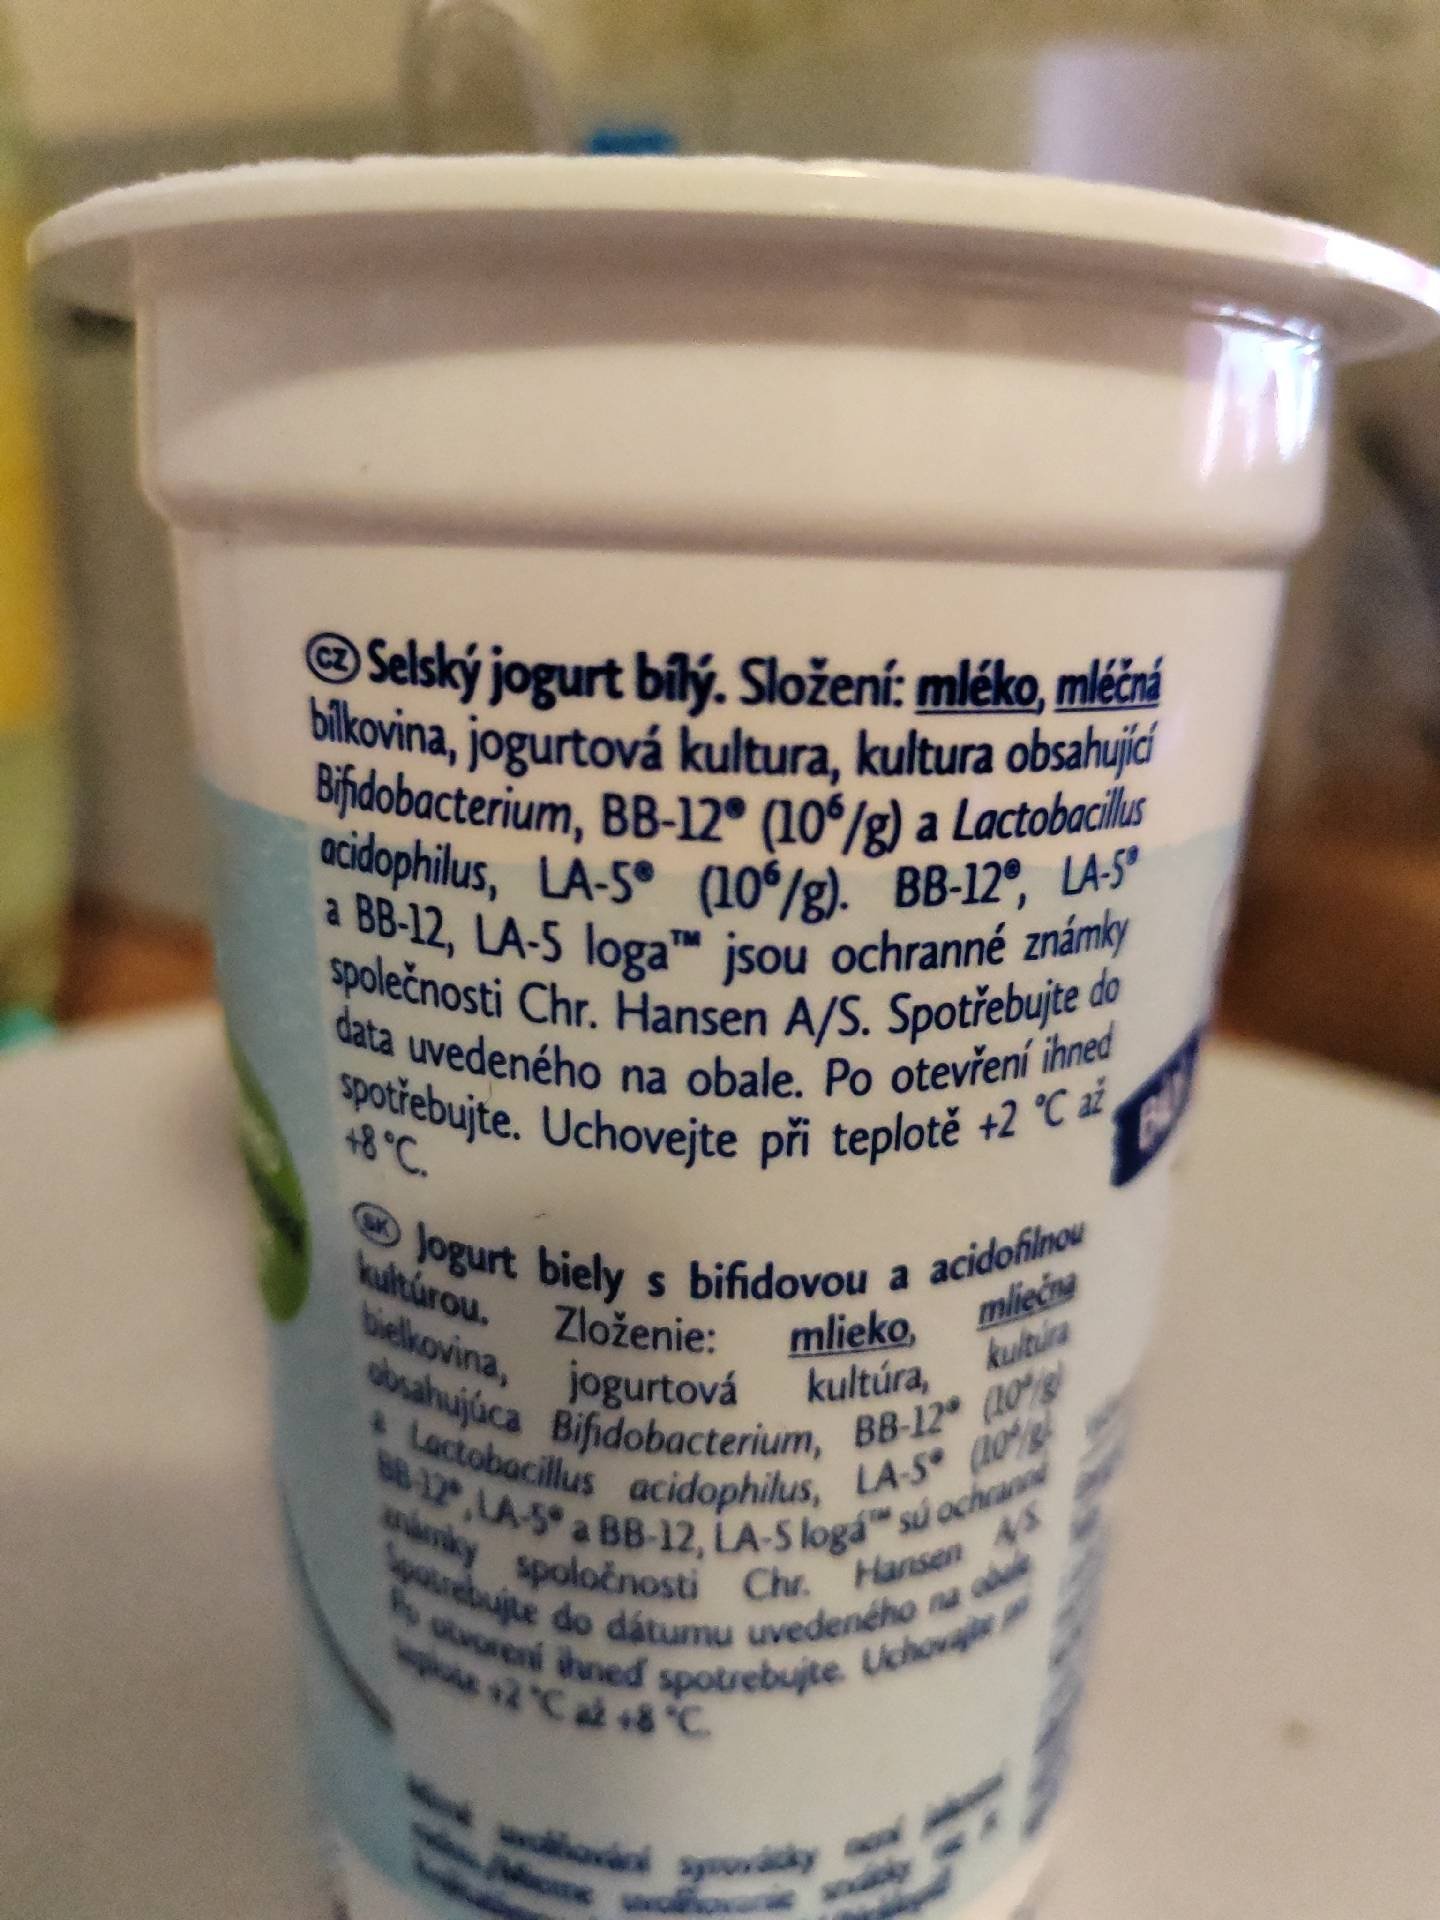 CZ Selský jogurt bílý. Složení: mléko, mléčná
bílkovina, jogurtová kultura, kultura obsahující
Bifidobacterium, BB-12® (10⁶/g) a Lactobacillus
acidophilus, LA-5® (10⁶/g). BB-12®, LA-5®
a BB-12, LA-5 loga™ jsou ochranné známky
společnosti Chr. Hansen A/S. Spotřebujte do
data uvedeného na obale. Po otevření ihned
spotřebujte. Uchovejte při teplotě +2 °C až
+8 °C.
SK Jogurt biely s bifidovou a acidofilnou
kultúrou. Zloženie: mlieko, mliečna
bielkovina, jogurtová kultúra, kultúra
obsahujúca Bifidobacterium, BB-12® (10⁶/g)
a Lactobacillus acidophilus, LA-5® (10⁶/g).
BB-12®, LA-5® a BB-12, LA-5 logá™ sú ochranné
známky spoločnosti Chr. Hansen A/S.
Spotrebujte do dátumu uvedeného na obale.
Po otvorení ihneď spotrebujte. Uchovajte pri
teplote +2 °C až +8 °C.
uvolňování syrovátky není